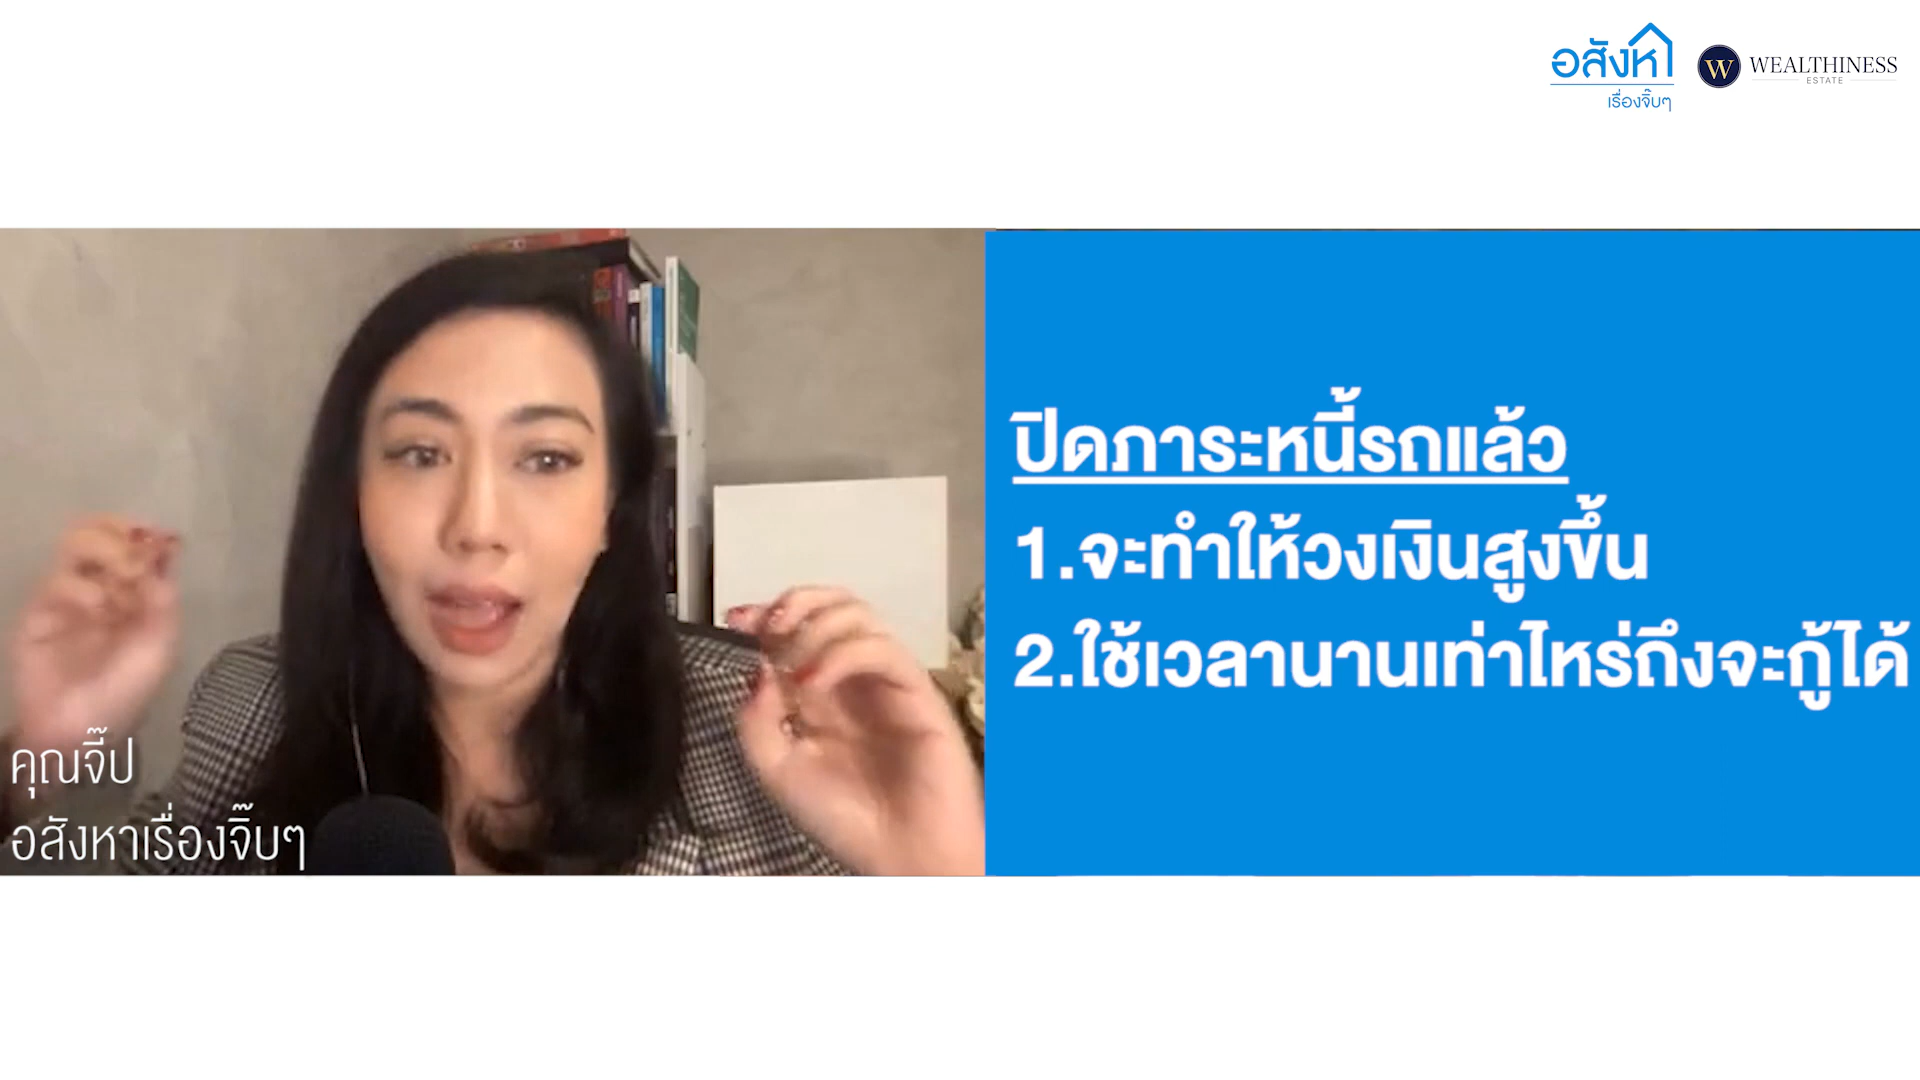 อสังหา
เรื่องจิ๊บๆ
W
WEALTHINESS
ESTATE
ปิดภาระหนี้รถแล้ว
1.จะทำให้วงเงินสูงขึ้น
2.ใช้เวลานานเท่าไหร่ถึงจะกู้ได้
คุณจิ๊ป
อสังหาเรื่องจิ๊บๆ